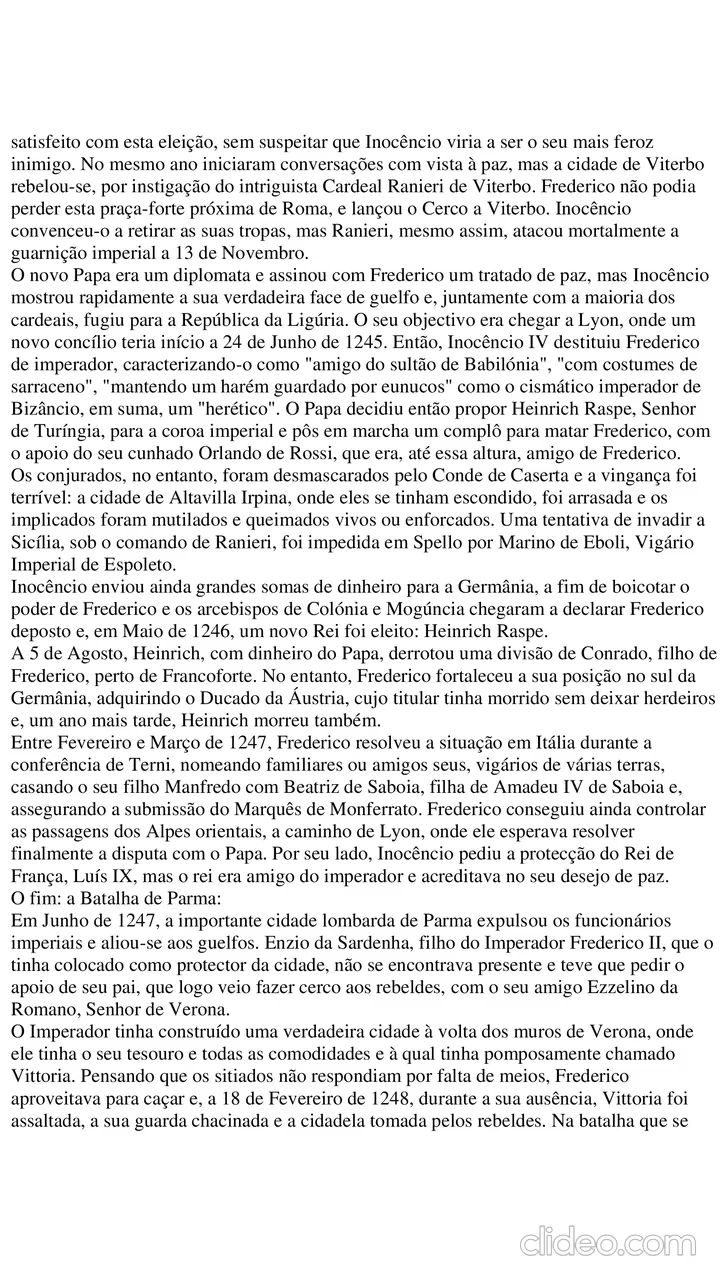 satisfeito com esta eleição, sem suspeitar que Inocêncio viria a ser o seu mais feroz
inimigo. No mesmo ano iniciaram conversações com vista à paz, mas a cidade de Viterbo
rebelou-se, por instigação do intriguista Cardeal Ranieri de Viterbo. Frederico não podia
perder esta praça-forte próxima de Roma, e lançou o Cerco a Viterbo. Inocêncio
convenceu-o a retirar as suas tropas, mas Ranieri, mesmo assim, atacou mortalmente a
guarnição imperial a 13 de Novembro.
O novo Papa era um diplomata e assinou com Frederico um tratado de paz, mas Inocêncio
mostrou rapidamente a sua verdadeira face de guelfo e, juntamente com a maioria dos
cardeais, fugiu para a República da Ligúria. O seu objectivo era chegar a Lyon, onde um
novo concílio teria início a 24 de Junho de 1245. Então, Inocêncio IV destituiu Frederico
de imperador, caracterizando-o como "amigo do sultão de Babilónia", "com costumes de
sarraceno", "mantendo um harém guardado por eunucos" como o cismático imperador de
Bizâncio, em suma, um "herético". O Papa decidiu então propor Heinrich Raspe, Senhor
de Turíngia, para a coroa imperial e pôs em marcha um complô para matar Frederico, com
o apoio do seu cunhado Orlando de Rossi, que era, até essa altura, amigo de Frederico.
Os conjurados, no entanto, foram desmascarados pelo Conde de Caserta e a vingança foi
terrível: a cidade de Altavilla Irpina, onde eles se tinham escondido, foi arrasada e os
implicados foram mutilados e queimados vivos ou enforcados. Uma tentativa de invadir a
Sicília, sob o comando de Ranieri, foi impedida em Spello por Marino de Eboli, Vigário
Imperial de Espoleto.
Inocêncio enviou ainda grandes somas de dinheiro para a Germânia, a fim de boicotar o
poder de Frederico e os arcebispos de Colónia e Mogúncia chegaram a declarar Frederico
deposto e, em Maio de 1246, um novo Rei foi eleito: Heinrich Raspe.
A 5 de Agosto, Heinrich, com dinheiro do Papa, derrotou uma divisão de Conrado, filho de
Frederico, perto de Francoforte. No entanto, Frederico fortaleceu a sua posição no sul da
Germânia, adquirindo o Ducado da Áustria, cujo titular tinha morrido sem deixar herdeiros
e, um ano mais tarde, Heinrich morreu também.
Entre Fevereiro e Março de 1247, Frederico resolveu a situação em Itália durante a
conferência de Terni, nomeando familiares ou amigos seus, vigários de várias terras,
casando o seu filho Manfredo com Beatriz de Saboia, filha de Amadeu IV de Saboia e,
assegurando a submissão do Marquês de Monferrato. Frederico conseguiu ainda controlar
as passagens dos Alpes orientais, a caminho de Lyon, onde ele esperava resolver
finalmente a disputa com o Papa. Por seu lado, Inocêncio pediu a protecção do Rei de
França, Luís IX, mas o rei era amigo do imperador e acreditava no seu desejo de paz.
O fim: a Batalha de Parma:
Em Junho de 1247, a importante cidade lombarda de Parma expulsou os funcionários
imperiais e aliou-se aos guelfos. Enzio da Sardenha, filho do Imperador Frederico II, que o
tinha colocado como protector da cidade, não se encontrava presente e teve que pedir o
apoio de seu pai, que logo veio fazer cerco aos rebeldes, com o seu amigo Ezzelino da
Romano, Senhor de Verona.
O Imperador tinha construído uma verdadeira cidade à volta dos muros de Verona, onde
ele tinha o seu tesouro e todas as comodidades e à qual tinha pomposamente chamado
Vittoria. Pensando que os sitiados não respondiam por falta de meios, Frederico
aproveitava para caçar e, a 18 de Fevereiro de 1248, durante a sua ausência, Vittoria foi
assaltada, a sua guarda chacinada e a cidadela tomada pelos rebeldes. Na batalha que se
clideo.com